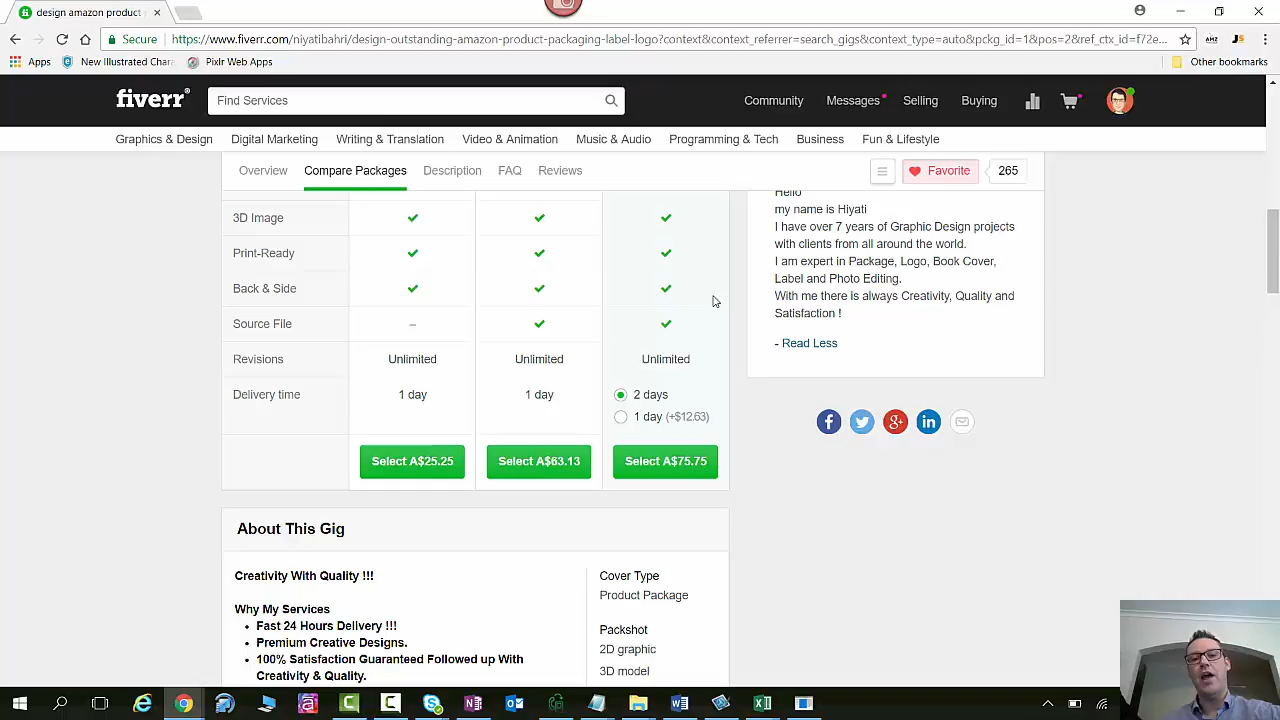 design amazon product
Secure
https://www.fiverr.com/niyatibahri/design-outstanding-amazon-product-packaging-label-logo?context&context_referrer=search_gigs&context_type=auto&pckg_id=1&pos=2&ref_ctx_id=f72e...
Apps
New Illustrated Char
Pixlr Web Apps
Other bookmarks
fiverr
Find Services
Community
Messages
Selling
Buying
Graphics & Design
Digital Marketing
Writing & Translation
Video & Animation
Music & Audio
Programming & Tech
Business
Fun & Lifestyle
Overview
Compare Packages
Description
FAQ
Reviews
Favorite
265
3D Image
Print-Ready
Back & Side
Source File
–
Revisions
Unlimited
Unlimited
Unlimited
Delivery time
1 day
1 day
2 days
1 day (+$12.63)
Select A$25.25
Select A$63.13
Select A$75.75
Hello
my name is Hiyati
I have over 7 years of Graphic Design projects
with clients from all around the world.
I am expert in Package, Logo, Book Cover,
Label and Photo Editing.
With me there is always Creativity, Quality and
Satisfaction !
- Read Less
About This Gig
Creativity With Quality !!!
Why My Services
• Fast 24 Hours Delivery !!!
• Premium Creative Designs.
• 100% Satisfaction Guaranteed Followed up With
Creativity & Quality.
Cover Type
Product Package
Packshot
2D graphic
3D model